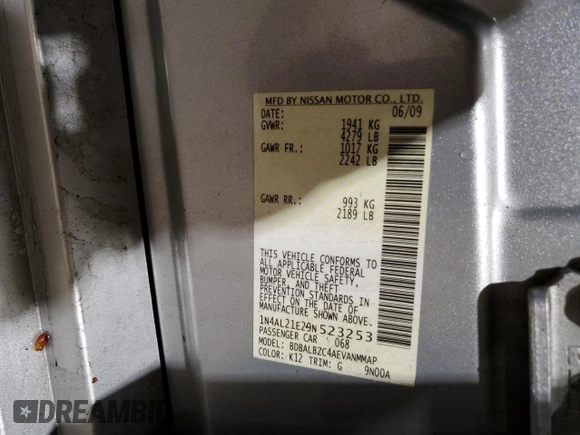 MFD BY NISSAN MOTOR CO., LTD.
DATE: 06/09
GVWR: 1941 KG
4279 LB
GAWR FR.: 1017 KG
2242 LB
GAWR RR.: 993 KG
2189 LB
THIS VEHICLE CONFORMS TO
ALL APPLICABLE FEDERAL
MOTOR VEHICLE SAFETY,
BUMPER, AND THEFT
PREVENTION STANDARDS IN
EFFECT ON THE DATE OF
MANUFACTURE SHOWN ABOVE.
1N4AL21E29N523253
PASSENGER CAR 068
MODEL: BDBALBZC4AEVANMMAP
COLOR: K12 TRIM: G 9N00A
DREAMBID